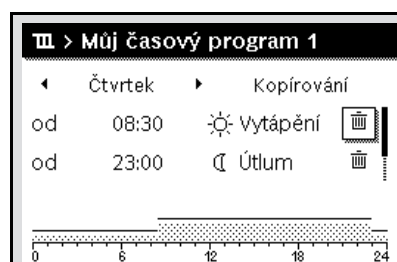 > Můj časový program 1
Čtvrtek Kopírování
od 08:30 Vytápění
od 23:00 Útlum
0 6 12 18 24